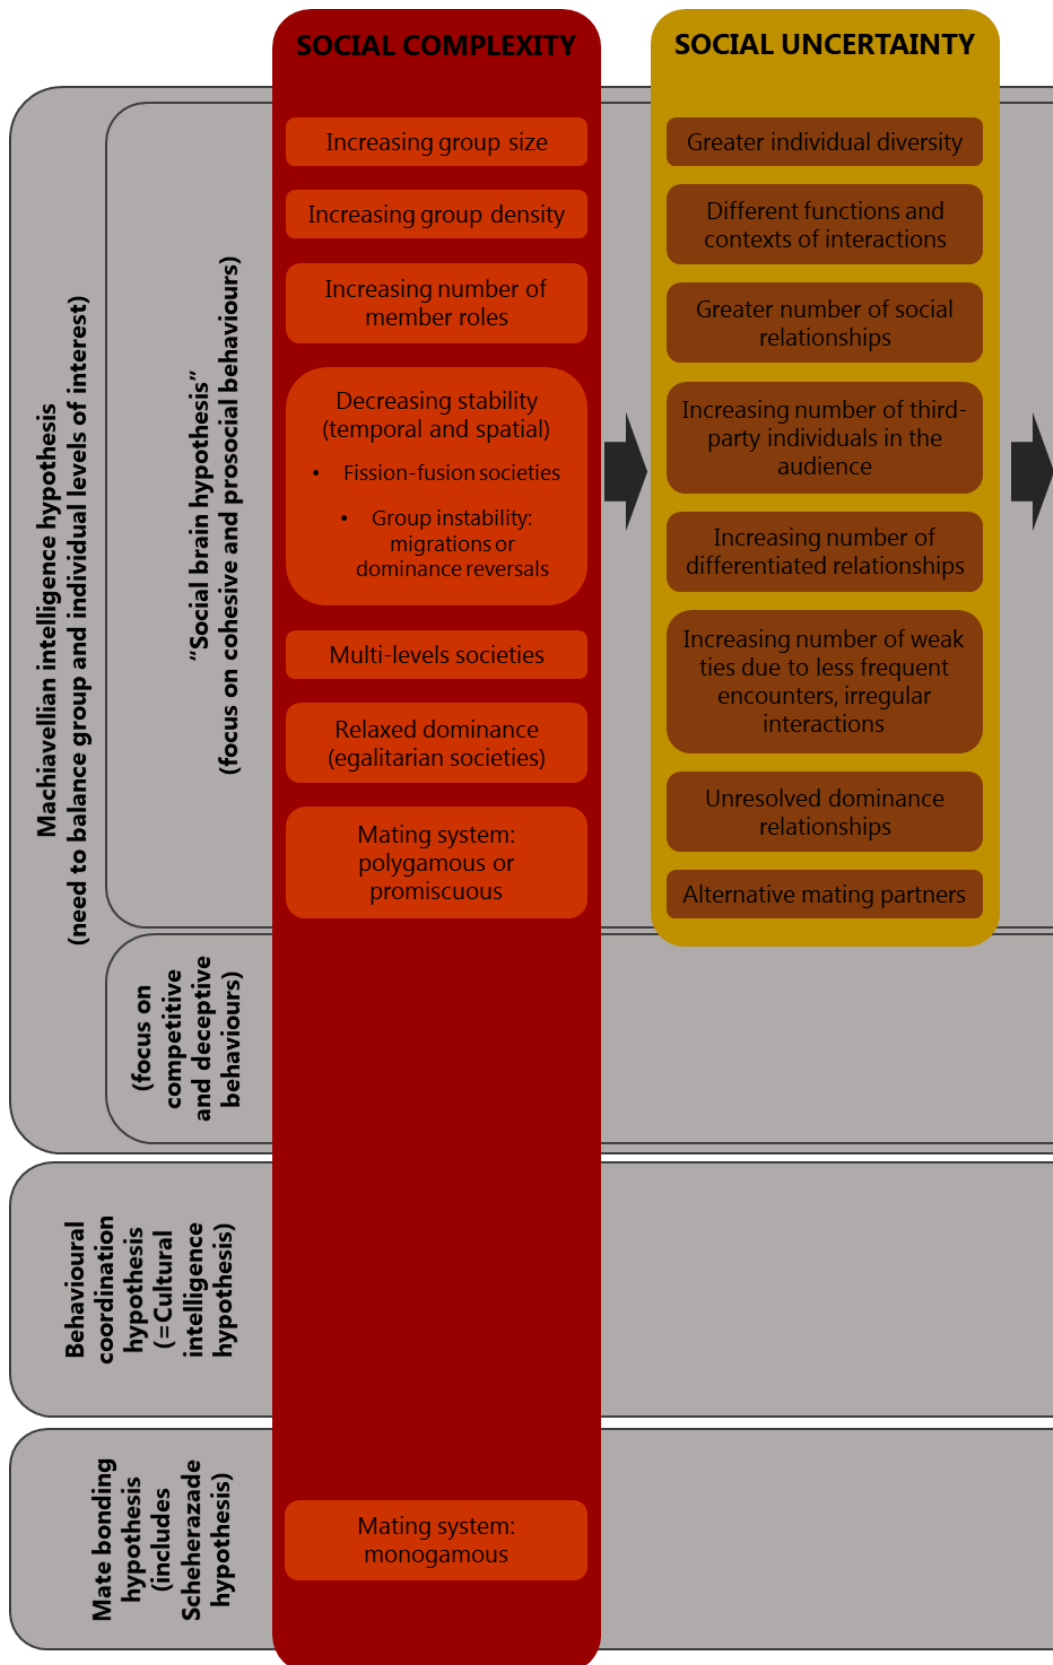 SOCIAL COMPLEXITY
Increasing group size
Increasing group density
Increasing number of
member roles
Decreasing stability
(temporal and spatial)
• Fission-fusion societies
• Group instability:
migrations or
dominance reversals
Multi-levels societies
Relaxed dominance
(egalitarian societies)
Mating system:
polygamous or
promiscuous
Mating system:
monogamous
SOCIAL UNCERTAINTY
Greater individual diversity
Different functions and
contexts of interactions
Greater number of social
relationships
Increasing number of third-
party individuals in the
audience
Increasing number of
differentiated relationships
Increasing number of weak
ties due to less frequent
encounters, irregular
interactions
Unresolved dominance
relationships
Alternative mating partners
Machiavellian intelligence hypothesis
(need to balance group and individual levels of interest)
“Social brain hypothesis”
(focus on cohesive and prosocial behaviours)
(focus on
competitive
and deceptive
behaviours)
Behavioural
coordination
hypothesis
(=Cultural
intelligence
hypothesis)
Mate bonding
hypothesis
(includes
Scheherazade
hypothesis)